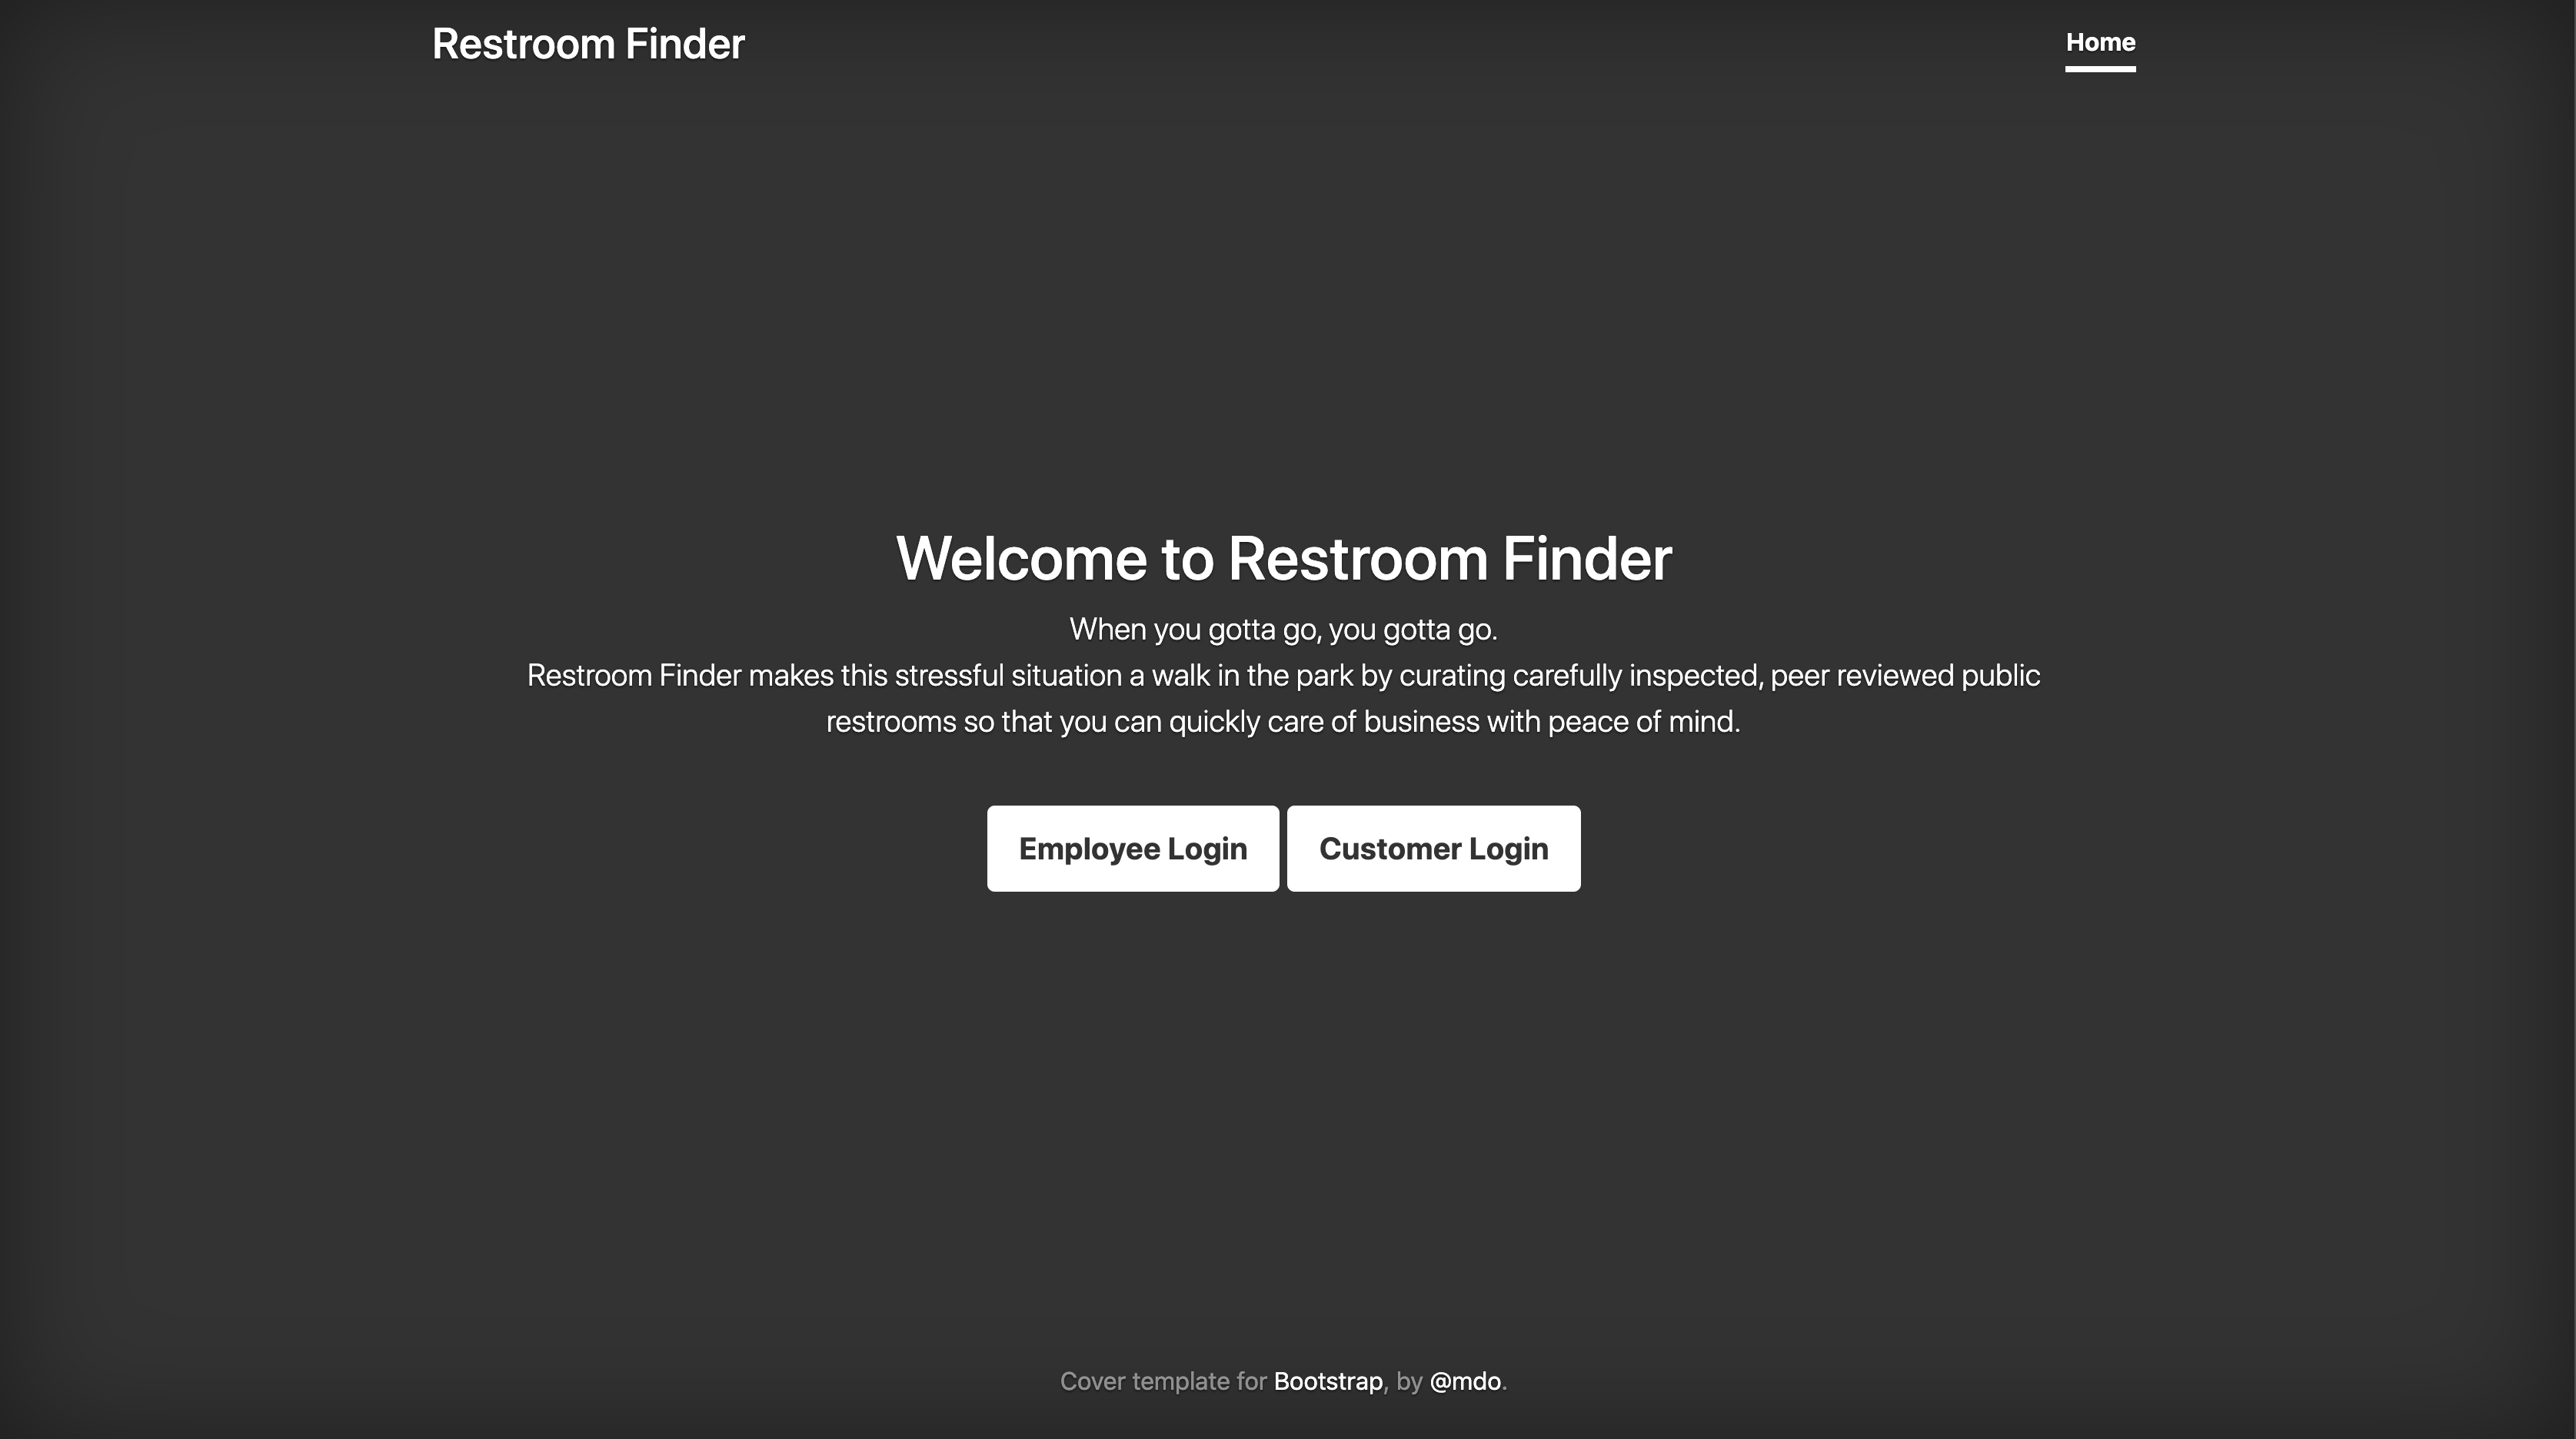 Restroom Finder
Home
Welcome to Restroom Finder
When you gotta go, you gotta go.
Restroom Finder makes this stressful situation a walk in the park by curating carefully inspected, peer reviewed public
restrooms so that you can quickly care of business with peace of mind.
Employee Login
Customer Login
Cover template for Bootstrap, by @mdo.